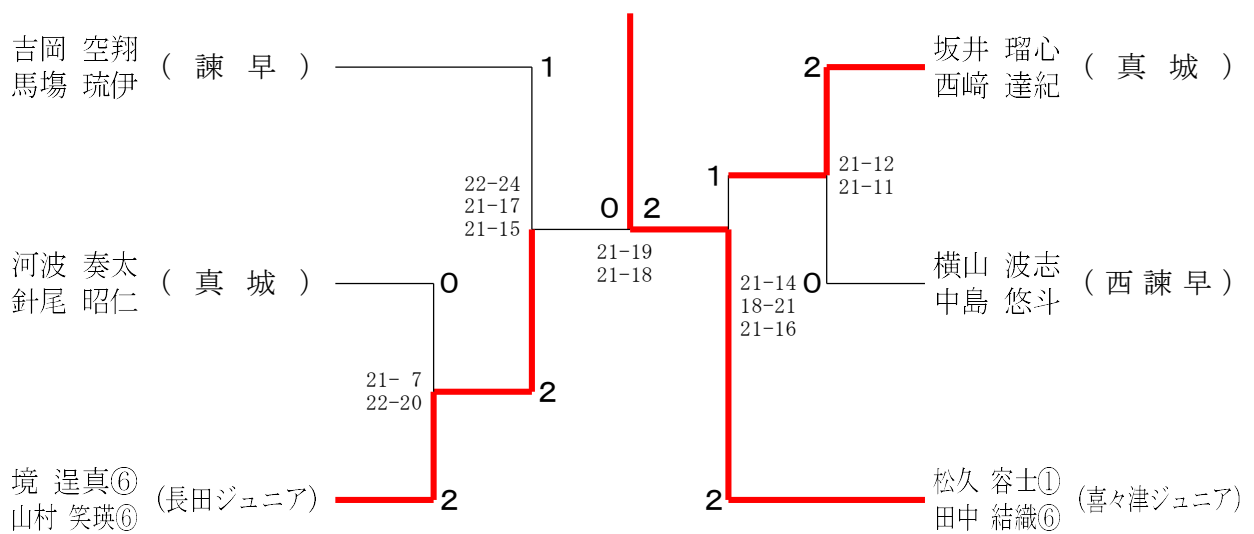 吉岡 空翔
馬塲 琉伊
( 諫 早 )
1
22-24
21-17
21-15
河波 奏太
針尾 昭仁
( 真 城 )
0
21- 7
22-20
2
境 逞真⑥
山村 笑瑛⑥
(長田ジュニア)
2
0 2
21-19
21-18
坂井 瑠心
西﨑 達紀
( 真 城 )
2
21-12
21-11
1
横山 波志
中島 悠斗
( 西 諫 早 )
0
21-14
18-21
21-16
松久 容士①
田中 結織⑥
(喜々津ジュニア)
2